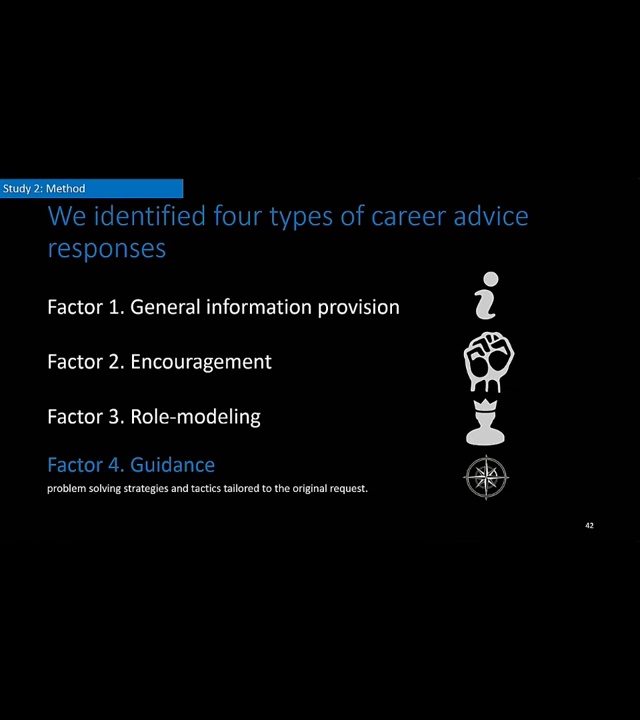 Study 2: Method
We identified four types of career advice
responses
Factor 1. General information provision
Factor 2. Encouragement
Factor 3. Role-modeling
Factor 4. Guidance
problem solving strategies and tactics tailored to the original request.
42